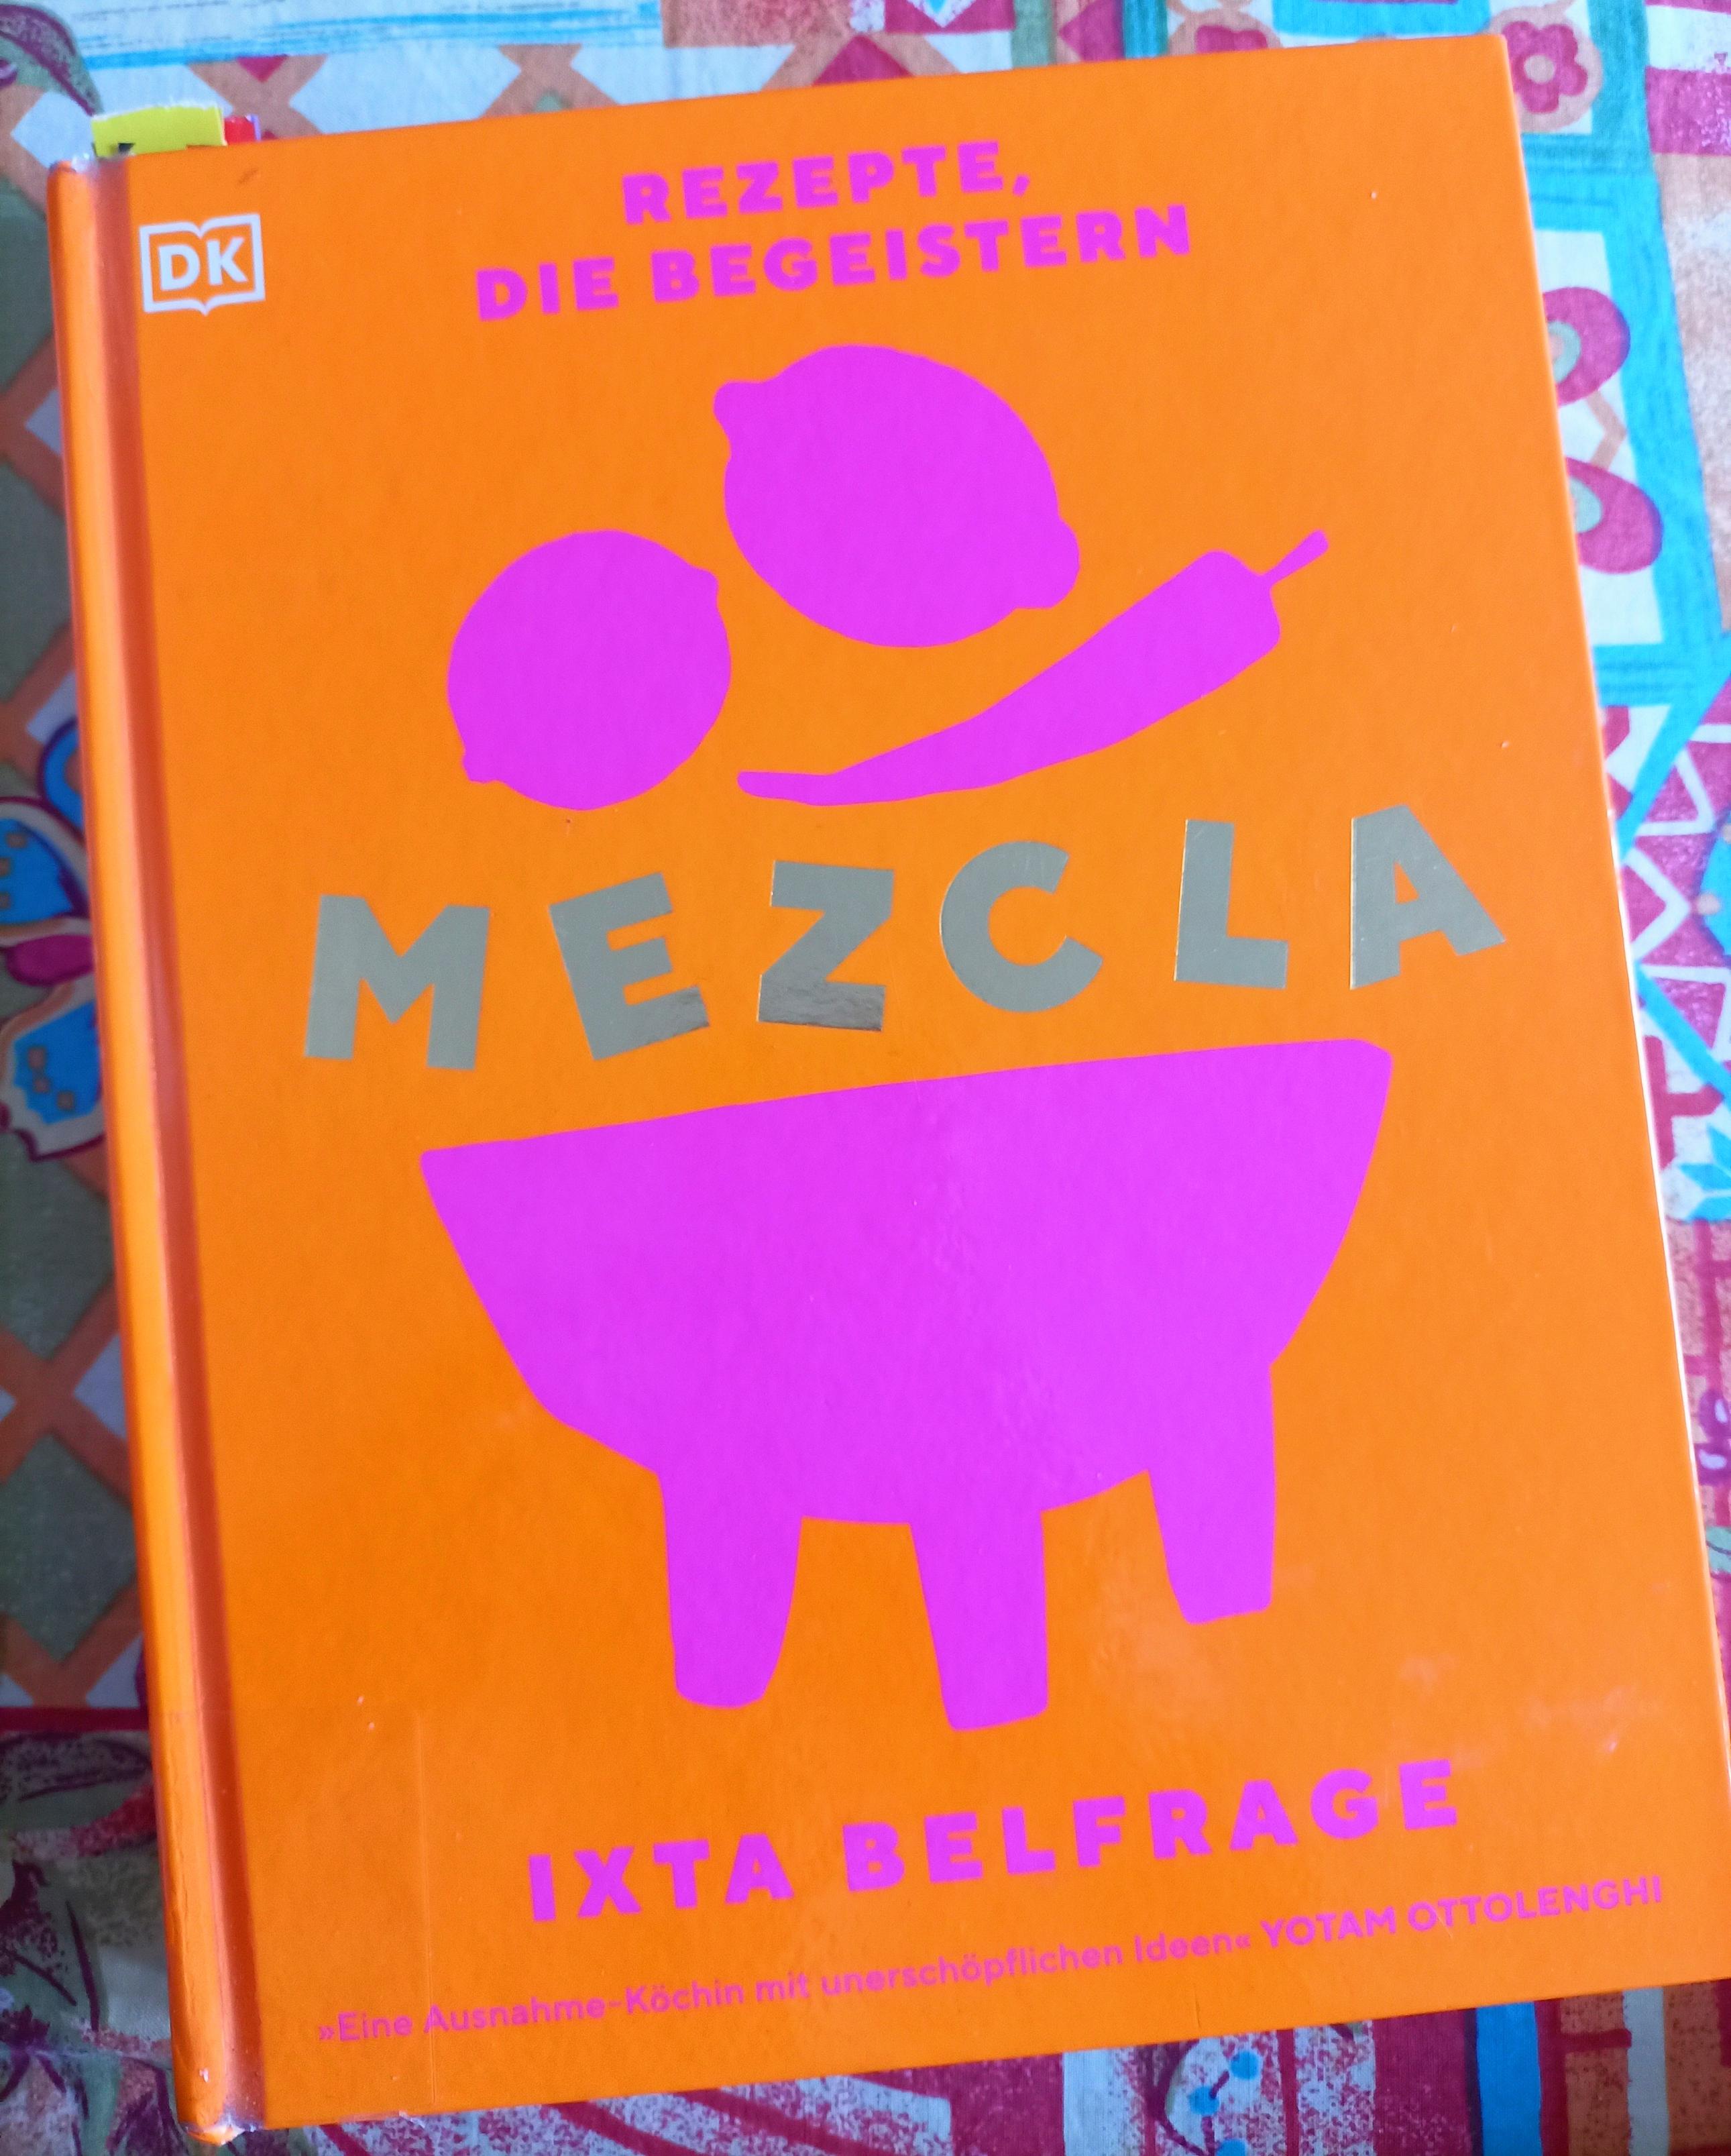 DK
REZEPTE,
DIE BEGEISTERN
MEZCLA
IXTA BELFRAGE
»Eine Ausnahme-Köchin mit unerschöpflichen Ideen« YOTAM OTTOLENGHI